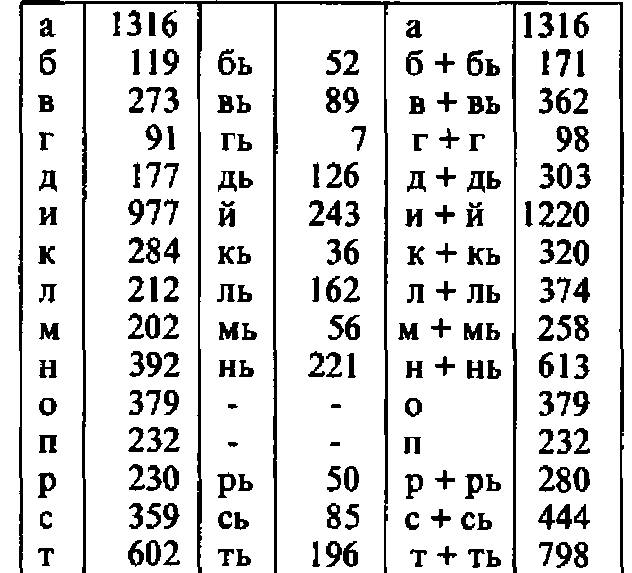 а 1316 а 1316
б 119 бь 52 б + бь 171
в 273 вь 89 в + вь 362
г 91 гь 7 г + г 98
д 177 дь 126 д + дь 303
и 977 й 243 и + й 1220
к 284 кь 36 к + кь 320
л 212 ль 162 л + ль 374
м 202 мь 56 м + мь 258
н 392 нь 221 н + нь 613
о 379 - - о 379
п 232 - - п 232
р 230 рь 50 р + рь 280
с 359 сь 85 с + сь 444
т 602 ть 196 т + ть 798